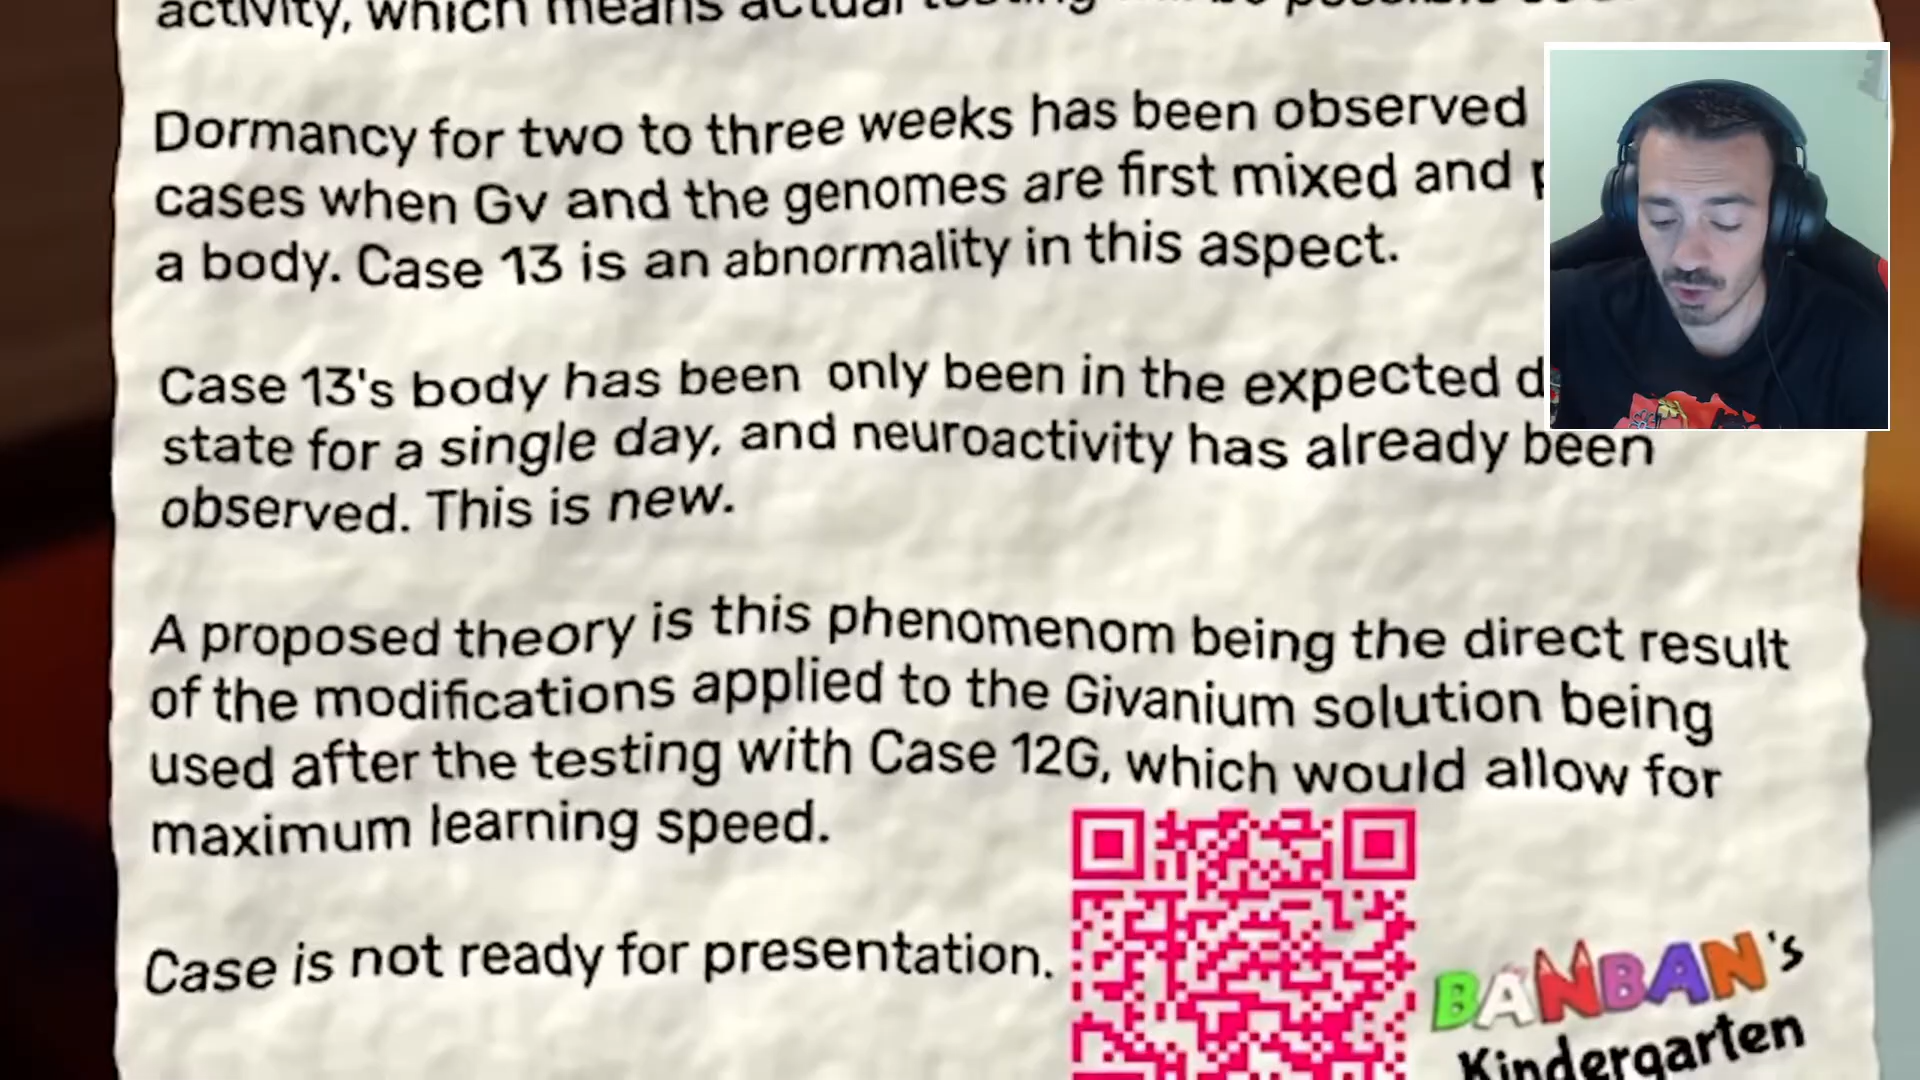 activity, which means actual
Dormancy for two to three weeks has been observed
cases when Gv and the genomes are first mixed and
a body. Case 13 is an abnormality in this aspect.
Case 13's body has been only been in the expected
state for a single day, and neuroactivity has already been
observed. This is new.
A proposed theory is this phenomenom being the direct result
of the modifications applied to the Givanium solution being
used after the testing with Case 12G, which would allow for
maximum learning speed.
Case is not ready for presentation.
BANBAN's
Kindergarten